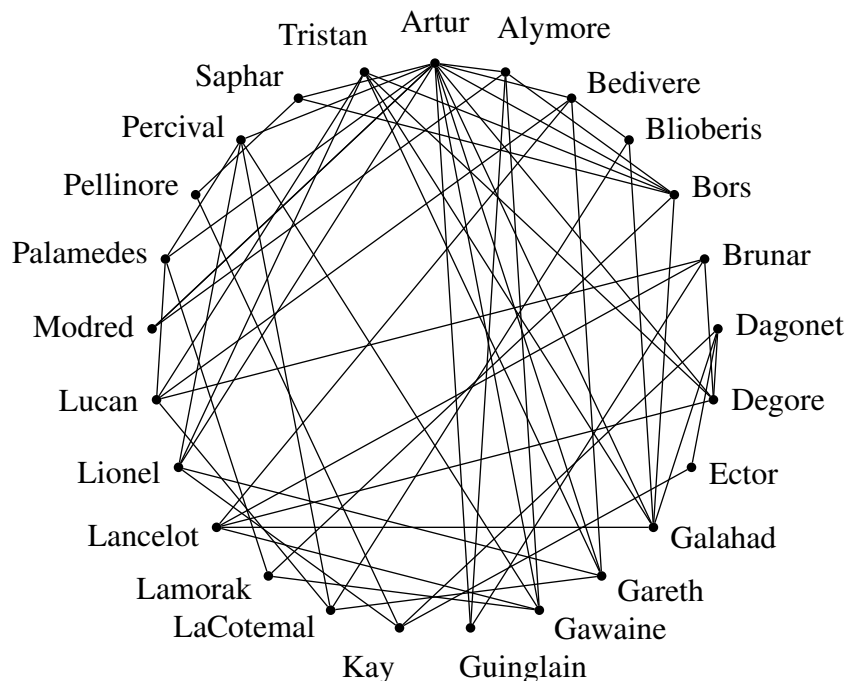 Artur
Alymore
Bedivere
Blioberis
Bors
Brunar
Dagonet
Degore
Ector
Galahad
Gareth
Gawaine
Guinglain
Kay
LaCotemal
Lamorak
Lancelot
Lionel
Lucan
Modred
Palamedes
Pellinore
Percival
Saphar
Tristan